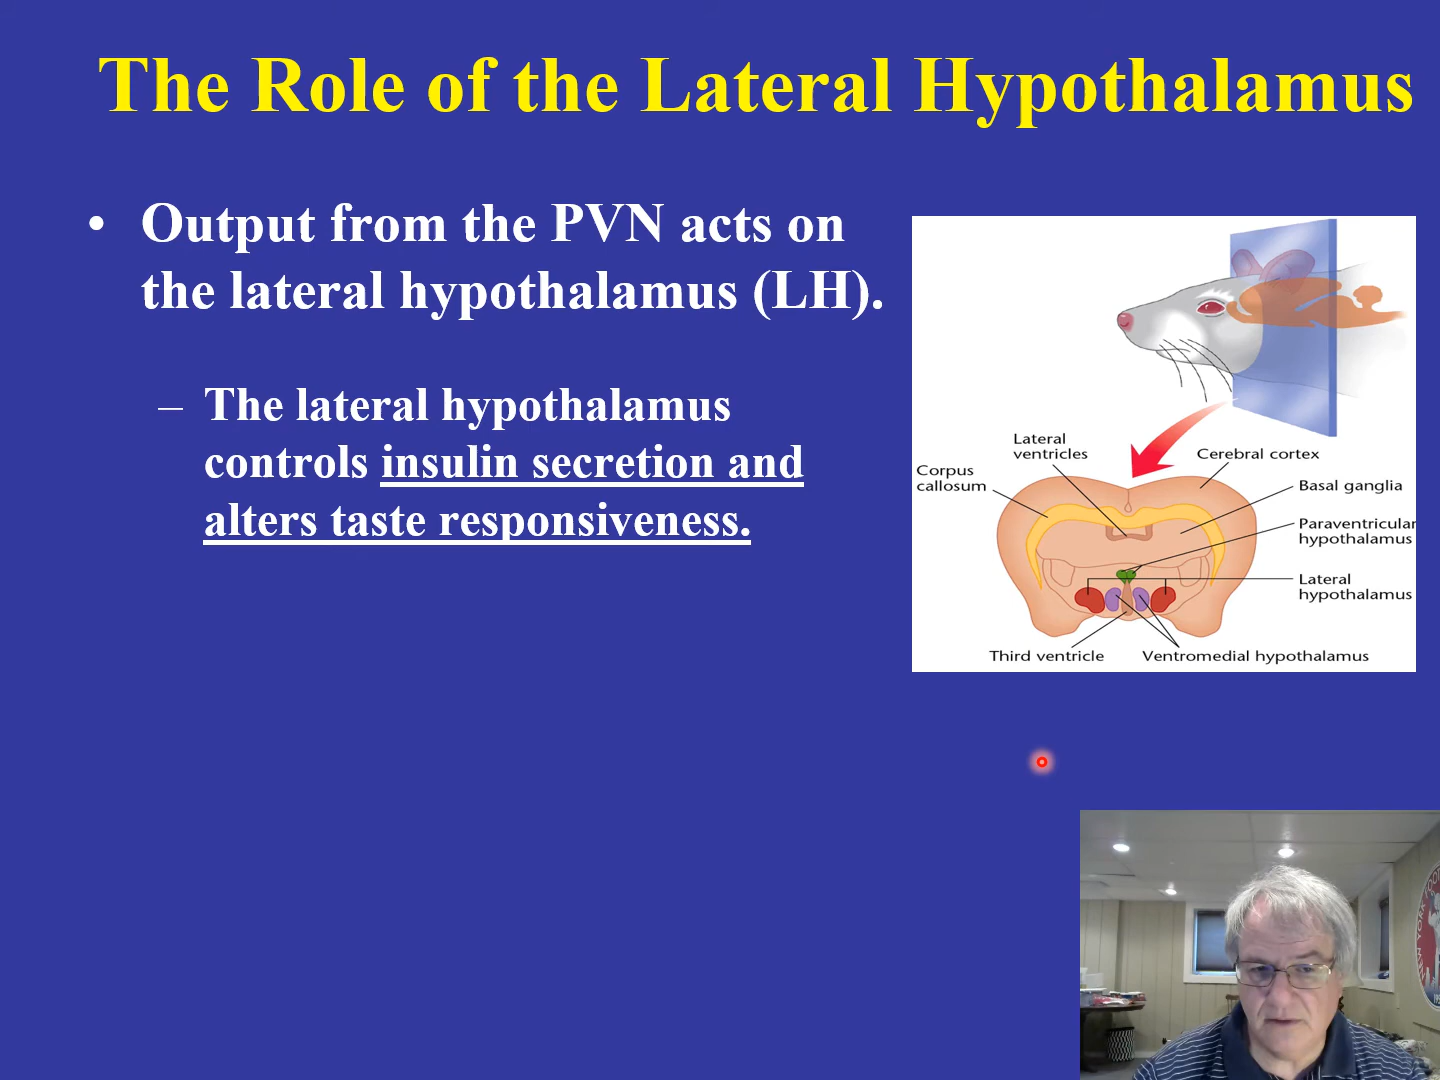 The Role of the Lateral Hypothalamus
• Output from the PVN acts on
the lateral hypothalamus (LH).
– The lateral hypothalamus
controls insulin secretion and
alters taste responsiveness.
Lateral
ventricles
Cerebral cortex
Corpus
callosum
Basal ganglia
Paraventricular
hypothalamus
Lateral
hypothalamus
Third ventricle
Ventromedial hypothalamus
YORK